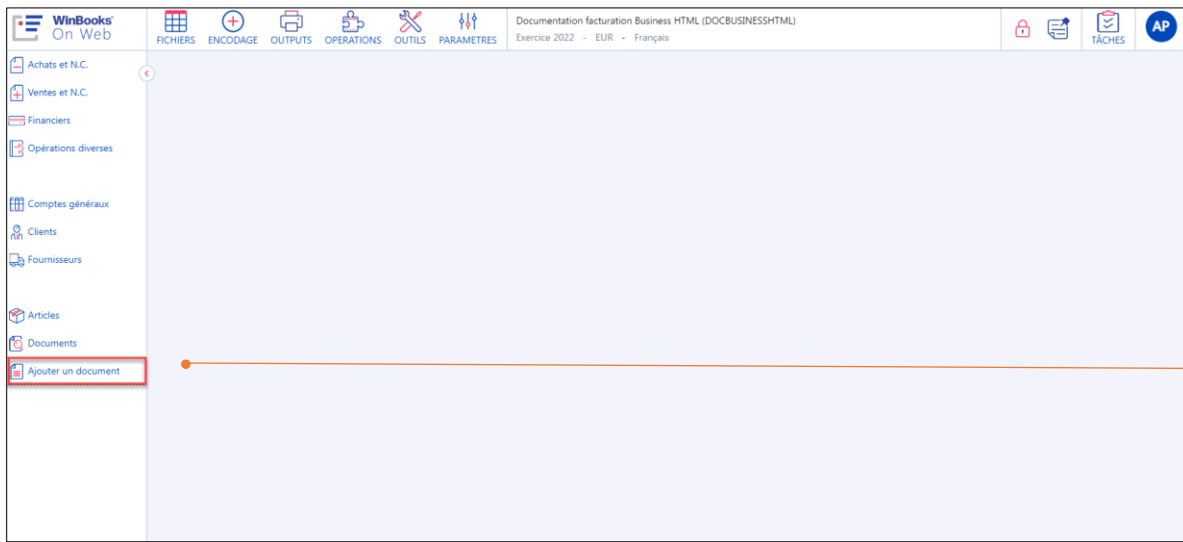 WinBooks
On Web
FICHIERS ENCODAGE OUTPUTS OPERATIONS OUTILS PARAMETRES
Documentation facturation Business HTML (DOCBUSINESSHTML)
Exercice 2022 - EUR - Français
TÂCHES
AP
Achats et N.C.
Ventes et N.C.
Financiers
Opérations diverses
Comptes généraux
Clients
Fournisseurs
Articles
Documents
Ajouter un document